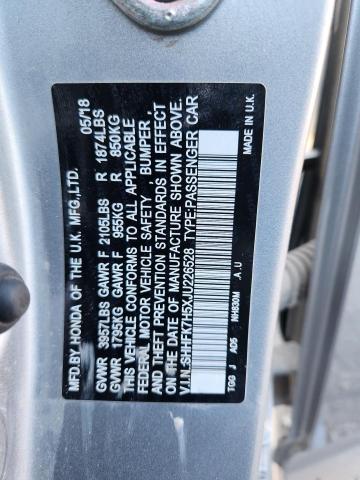 MFD.BY HONDA OF THE U.K. MFG.,LTD. 05/18
GVWR 3957LBS GAWR F 2105LBS R 1874LBS
GVWR 1795KG GAWR F 955KG R 850KG
THIS VEHICLE CONFORMS TO ALL APPLICABLE
FEDERAL MOTOR VEHICLE SAFETY , BUMPER ,
AND THEFT PREVENTION STANDARDS IN EFFECT
ON THE DATE OF MANUFACTURE SHOWN ABOVE.
V.I.N.:SHHFK7H5XJU226528 TYPE:PASSENGER CAR
TGG J AD5 NH830M A.U MADE IN U.K.